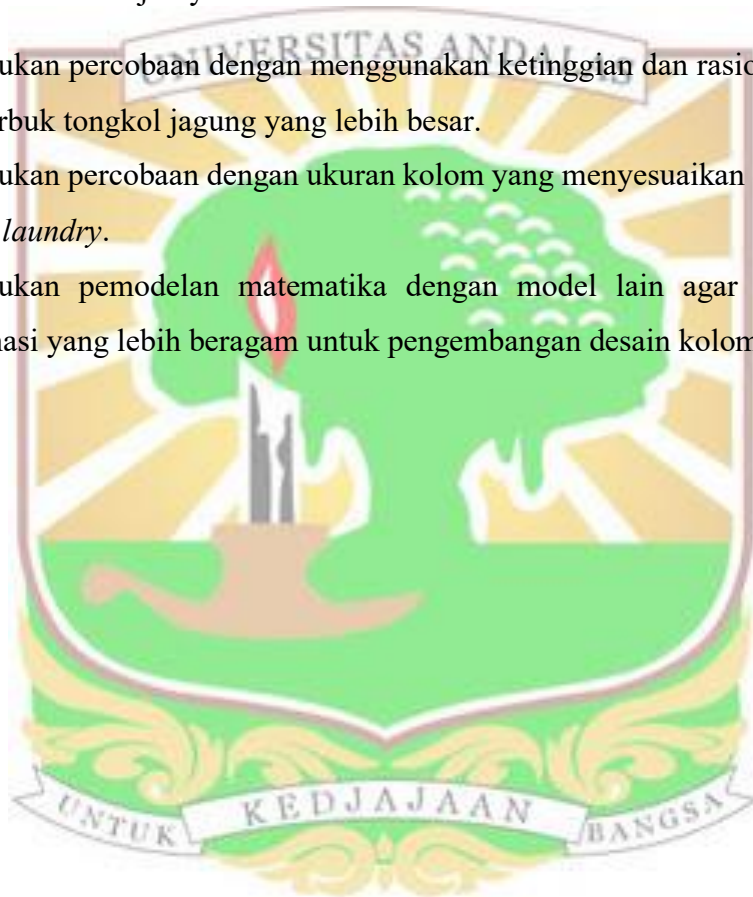 UNIVERSITAS ANDALAS
ukan percobaan dengan menggunakan ketinggian dan rasio
rbuk tongkol jagung yang lebih besar.
ukan percobaan dengan ukuran kolom yang menyesuaikan
laundry.
ukan pemodelan matematika dengan model lain agar
asi yang lebih beragam untuk pengembangan desain kolom
UNTUK KEDJAJAAN BANGSA